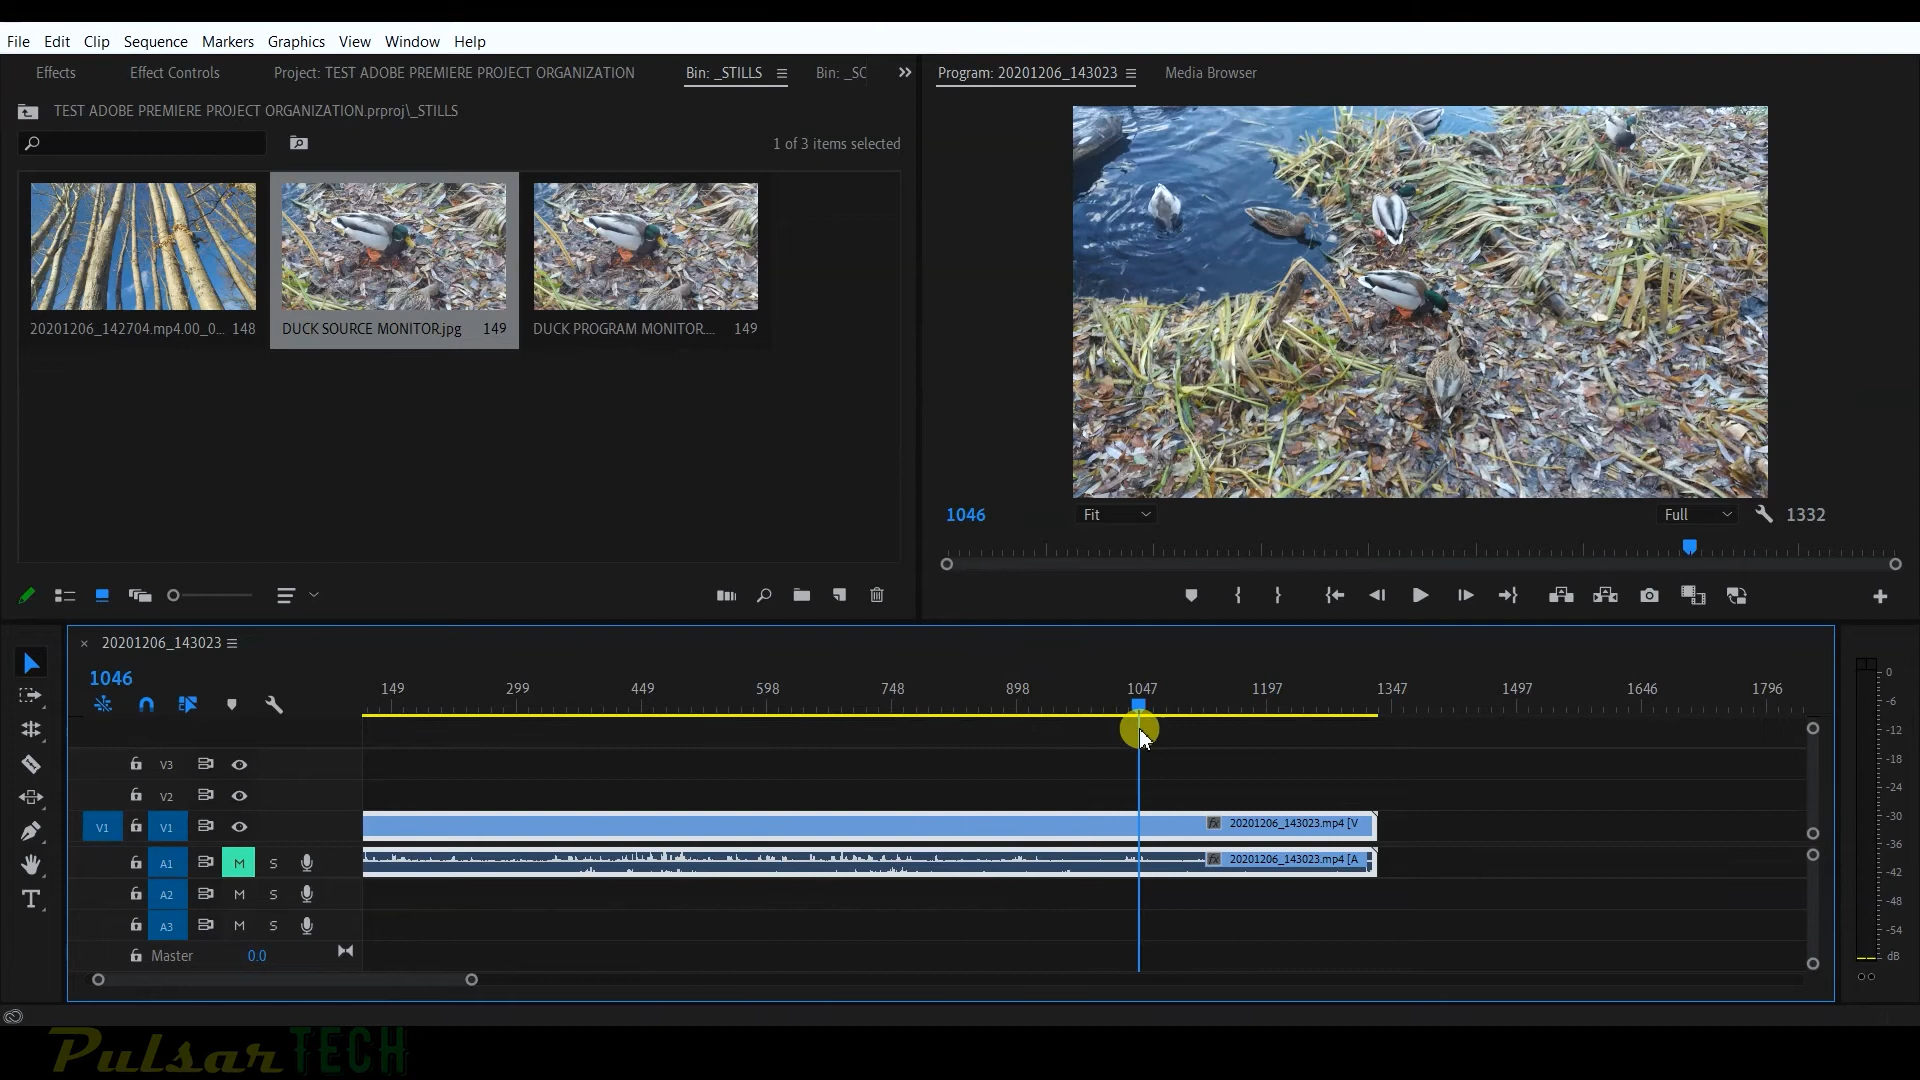 File Edit Clip Sequence Markers Graphics View Window Help
Effects Effect Controls Project: TEST ADOBE PREMIERE PROJECT ORGANIZATION Bin: _STILLS Bin: _SC
Program: 20201206_143023 Media Browser
TEST ADOBE PREMIERE PROJECT ORGANIZATION.prproj\_STILLS
1 of 3 items selected
20201206_142704.mp4.00_0... 148
DUCK SOURCE MONITOR.jpg 149
DUCK PROGRAM MONITOR.... 149
1046 Fit Full 1332
× 20201206_143023
1046
149 299 449 598 748 898 1047 1197 1347 1497 1646 1796
V3
V2
V1 V1 fx 20201206_143023.mp4 [V
A1 M S fx 20201206_143023.mp4 [A
A2 M S
A3 M S
Master 0.0
0
-6
-12
-18
-24
-30
-36
-42
-48
-54
dB
PulsarTECH